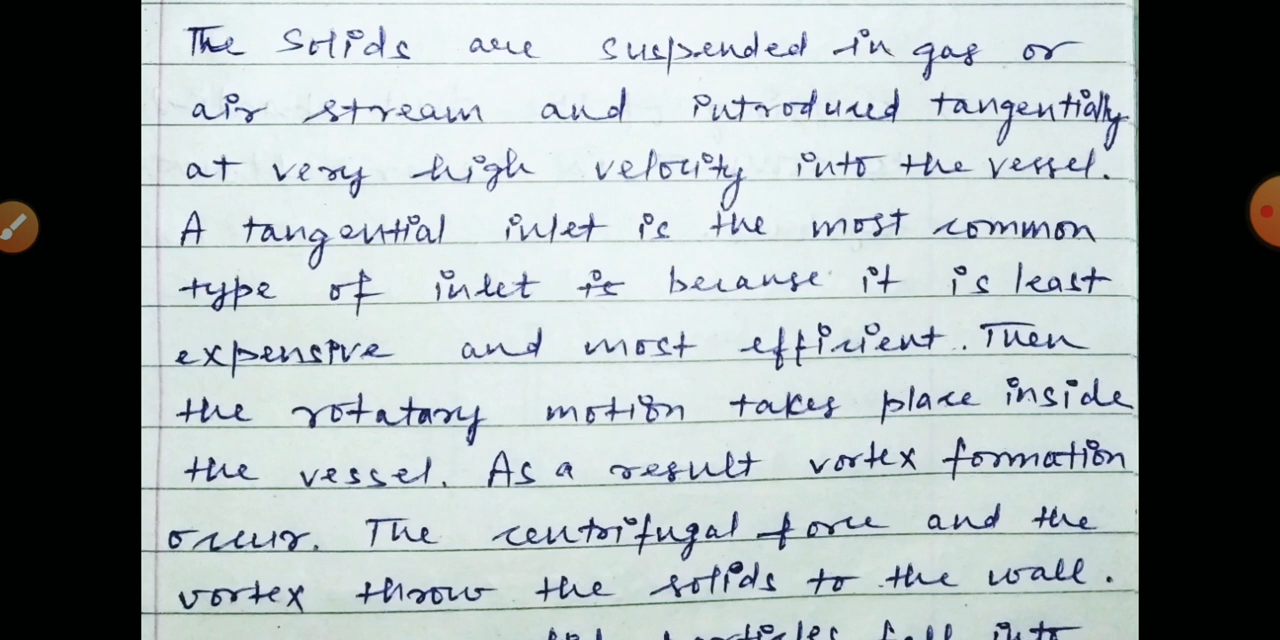 The Solids are suspended in gas or
air stream and introduced tangentially
at very high velocity into the vessel.
A tangential inlet is the most common
type of inlet is because it is least
expensive and most efficient. Then
the rotatary motion takes place inside
the vessel. As a result vortex formation
occur. The centrifugal force and the
vortex throw the solids to the wall.
particles fall into